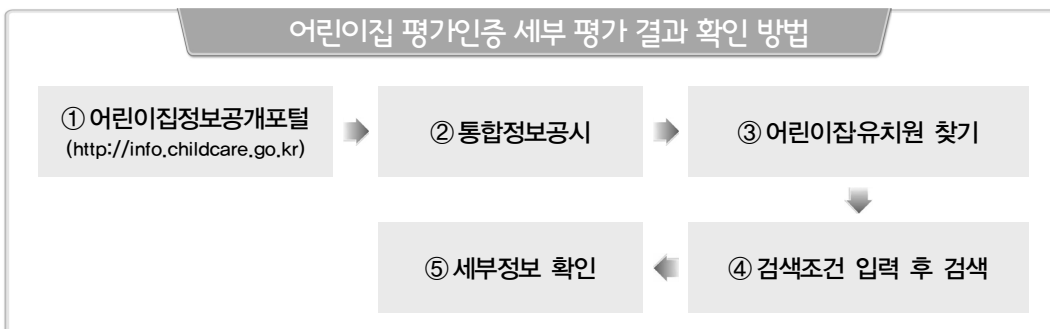 어린이집 평가인증 세부 평가 결과 확인 방법
① 어린이집정보공개포털
(http://info.childcare.go.kr)
② 통합정보공시
③ 어린이집유치원 찾기
④ 검색조건 입력 후 검색
⑤ 세부정보 확인